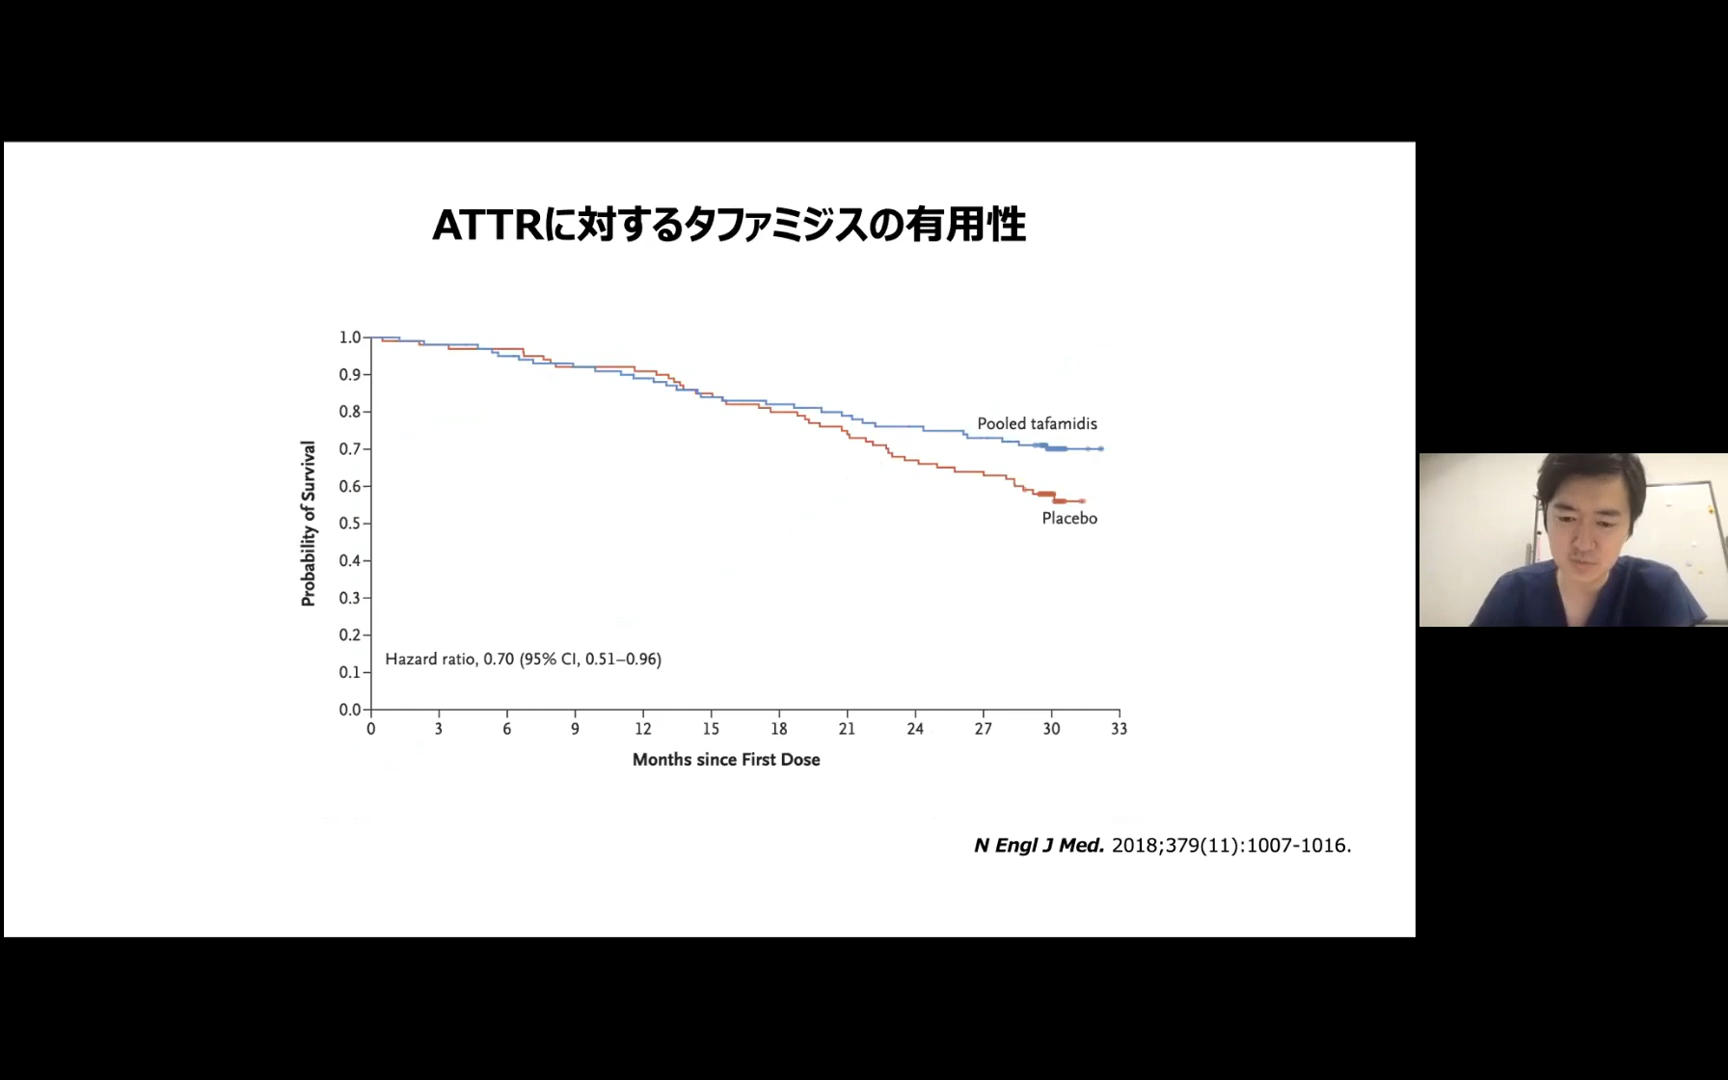 ATTRに対するタファミジスの有用性
1.0
0.9
0.8
0.7
0.6
0.5
0.4
0.3
0.2
0.1
0.0
Probability of Survival
Pooled tafamidis
Placebo
Hazard ratio, 0.70 (95% CI, 0.51–0.96)
0 3 6 9 12 15 18 21 24 27 30 33
Months since First Dose
N Engl J Med. 2018;379(11):1007-1016.